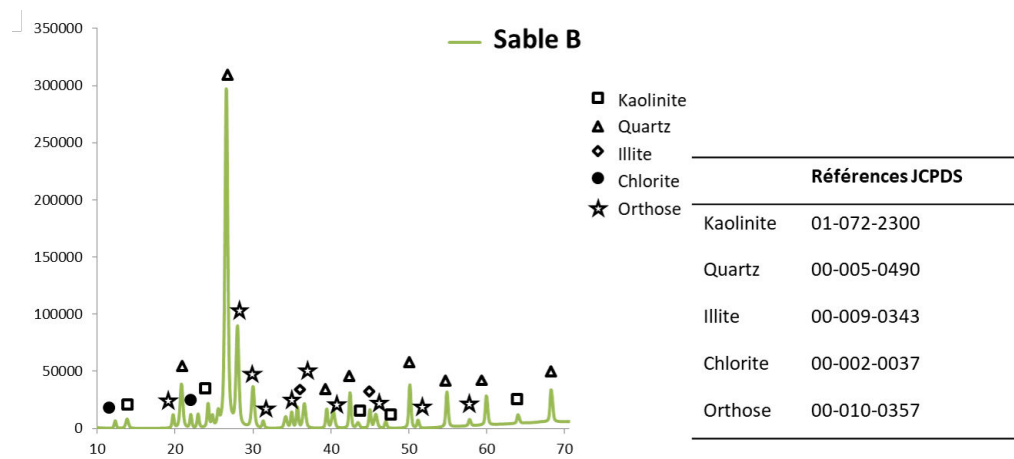 350000
300000
250000
200000
150000
100000
50000
0
10 20 30 40 50 60 70
Sable B
Kaolinite
Quartz
Illite
Chlorite
Orthose
Références JCPDS
Kaolinite 01-072-2300
Quartz 00-005-0490
Illite 00-009-0343
Chlorite 00-002-0037
Orthose 00-010-0357